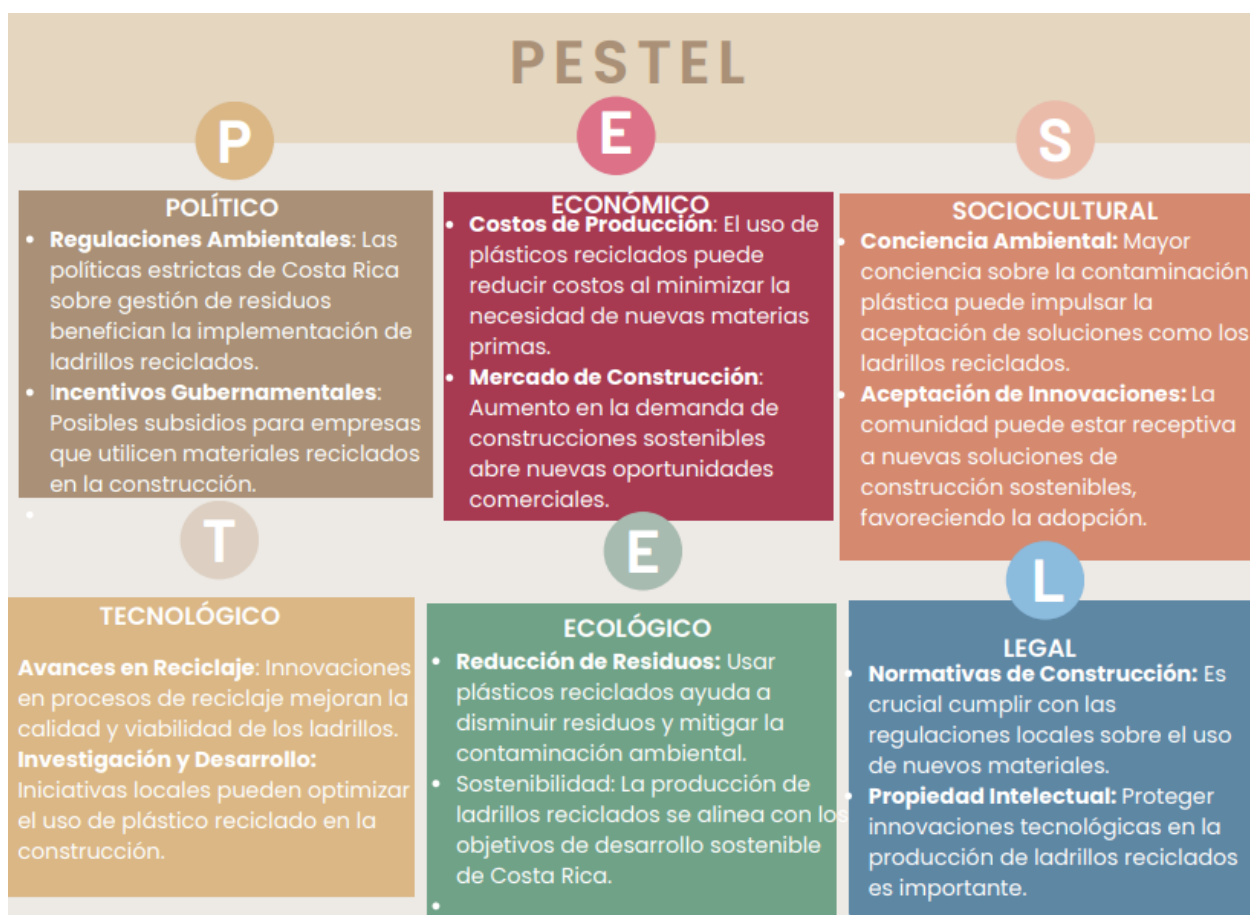 PESTEL
P
POLÍTICO
• Regulaciones Ambientales: Las
políticas estrictas de Costa Rica
sobre gestión de residuos
benefician la implementación de
ladrillos reciclados.
• Incentivos Gubernamentales:
Posibles subsidios para empresas
que utilicen materiales reciclados
en la construcción.
•
E
ECONÓMICO
• Costos de Producción: El uso de
plásticos reciclados puede
reducir costos al minimizar la
necesidad de nuevas materias
primas.
• Mercado de Construcción:
Aumento en la demanda de
construcciones sostenibles
abre nuevas oportunidades
comerciales.
S
SOCIOCULTURAL
• Conciencia Ambiental: Mayor
conciencia sobre la contaminación
plástica puede impulsar la
aceptación de soluciones como los
ladrillos reciclados.
• Aceptación de Innovaciones: La
comunidad puede estar receptiva
a nuevas soluciones de
construcción sostenibles,
favoreciendo la adopción.
T
TECNOLÓGICO
Avances en Reciclaje: Innovaciones
en procesos de reciclaje mejoran la
calidad y viabilidad de los ladrillos.
Investigación y Desarrollo:
Iniciativas locales pueden optimizar
el uso de plástico reciclado en la
construcción.
E
ECOLÓGICO
• Reducción de Residuos: Usar
plásticos reciclados ayuda a
disminuir residuos y mitigar la
contaminación ambiental.
• Sostenibilidad: La producción de
ladrillos reciclados se alinea con los
objetivos de desarrollo sostenible
de Costa Rica.
•
L
LEGAL
• Normativas de Construcción: Es
crucial cumplir con las
regulaciones locales sobre el uso
de nuevos materiales.
• Propiedad Intelectual: Proteger
innovaciones tecnológicas en la
producción de ladrillos reciclados
es importante.